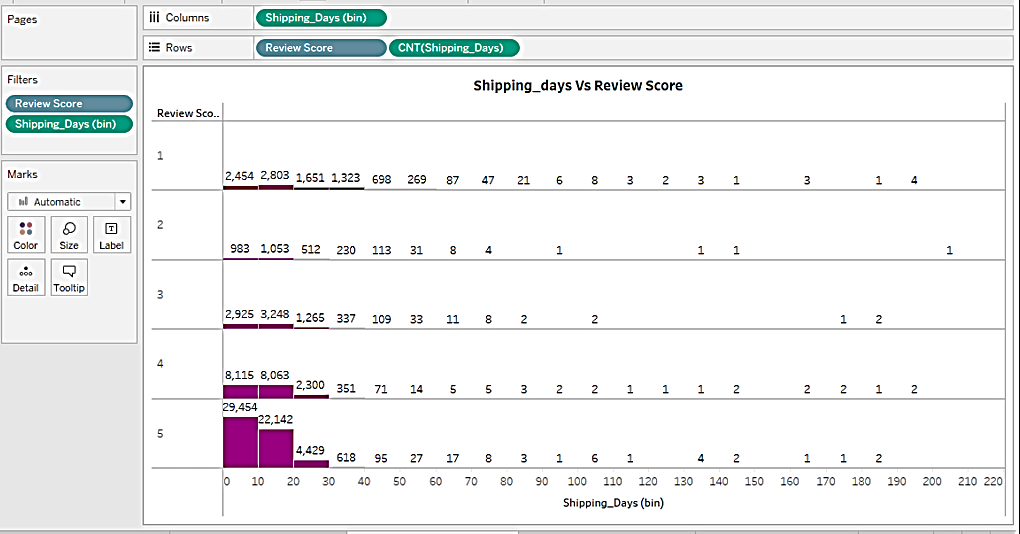 Pages
Columns Shipping_Days (bin)
Rows Review Score CNT(Shipping_Days)
Filters
Review Score
Shipping_Days (bin)
Marks
Automatic
Color Size Label
Detail Tooltip
Shipping_days Vs Review Score
Review Sco..
1
2,454 2,803 1,651 1,323 698 269 87 47 21 6 8 3 2 3 1 3 1 4
2
983 1,053 512 230 113 31 8 4 1 1 1 1
3
2,925 3,248 1,265 337 109 33 11 8 2 2 1 2
4
8,115 8,063 2,300 351 71 14 5 5 3 2 2 1 1 1 2 2 2 1 2
5
29,454 22,142 4,429 618 95 27 17 8 3 1 6 1 4 2 1 1 2
0 10 20 30 40 50 60 70 80 90 100 110 120 130 140 150 160 170 180 190 200 210 220
Shipping_Days (bin)